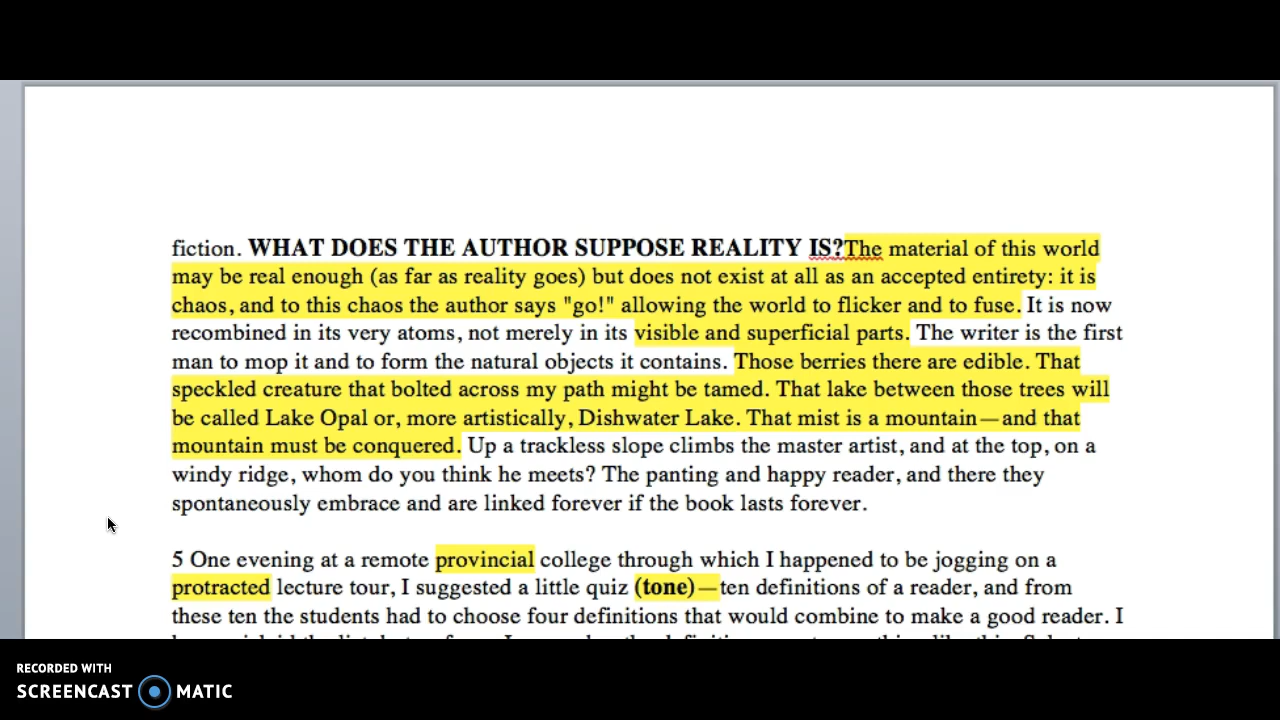 fiction. WHAT DOES THE AUTHOR SUPPOSE REALITY IS?The material of this world
may be real enough (as far as reality goes) but does not exist at all as an accepted entirety: it is
chaos, and to this chaos the author says "go!" allowing the world to flicker and to fuse. It is now
recombined in its very atoms, not merely in its visible and superficial parts. The writer is the first
man to mop it and to form the natural objects it contains. Those berries there are edible. That
speckled creature that bolted across my path might be tamed. That lake between those trees will
be called Lake Opal or, more artistically, Dishwater Lake. That mist is a mountain—and that
mountain must be conquered. Up a trackless slope climbs the master artist, and at the top, on a
windy ridge, whom do you think he meets? The panting and happy reader, and there they
spontaneously embrace and are linked forever if the book lasts forever.
5 One evening at a remote provincial college through which I happened to be jogging on a
protracted lecture tour, I suggested a little quiz (tone)—ten definitions of a reader, and from
these ten the students had to choose four definitions that would combine to make a good reader. I
RECORDED WITH
SCREENCAST MATIC